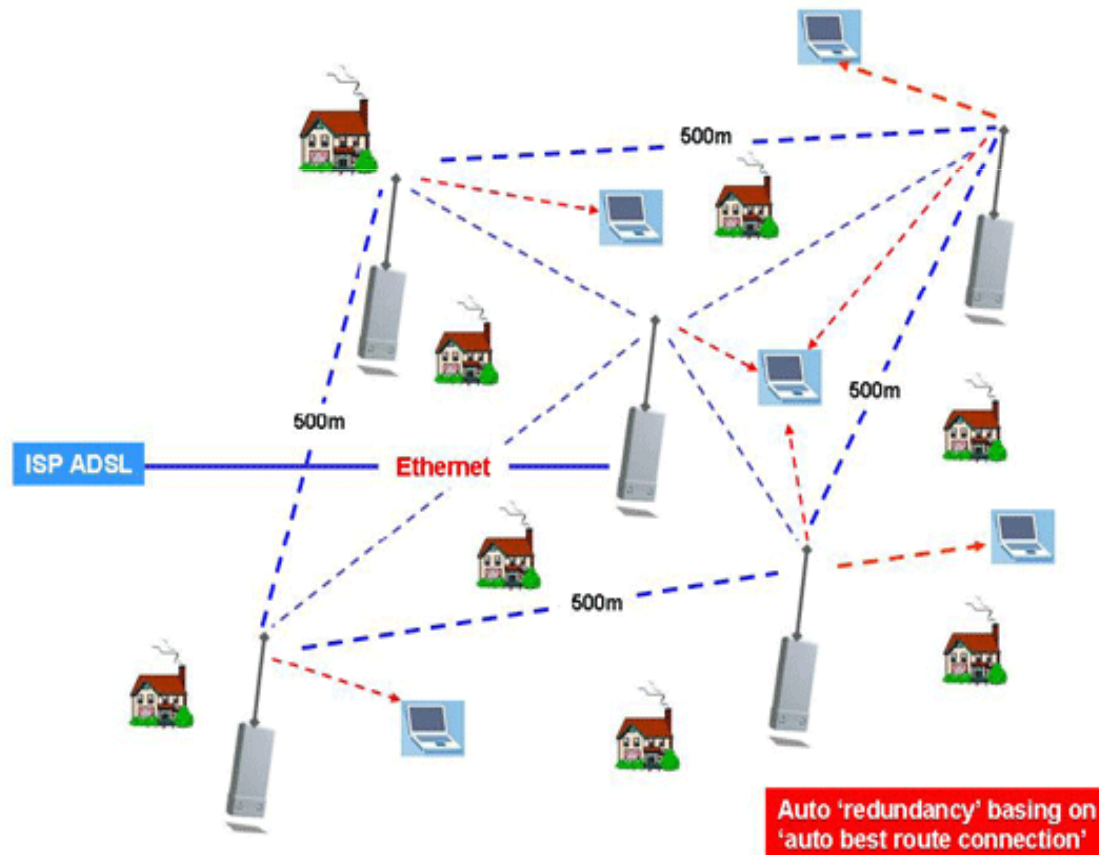 500m
500m
500m
ISP ADSL
Ethernet
500m
Auto ‘redundancy’ basing on
‘auto best route connection’